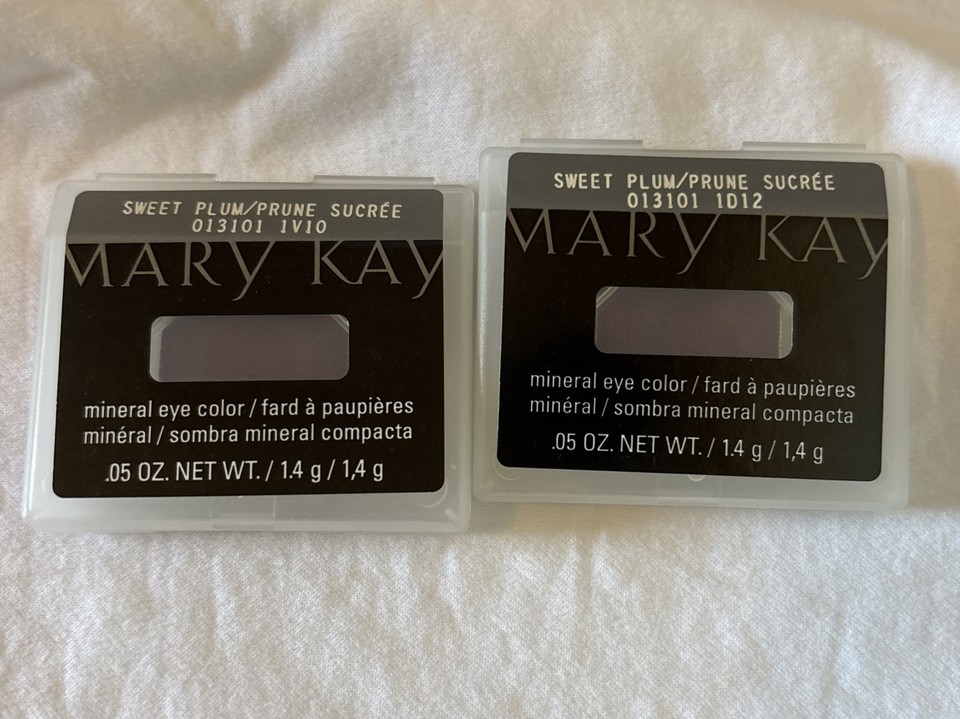 SWEET PLUM/PRUNE SUCRÉE
013101 1V10
MARY KAY
mineral eye color / fard à paupières
minéral / sombra mineral compacta
.05 OZ. NET WT. / 1.4 g / 1,4 g
SWEET PLUM/PRUNE SUCRÉE
013101 1D12
MARY KAY
mineral eye color / fard à paupières
minéral / sombra mineral compacta
.05 OZ. NET WT. / 1.4 g / 1,4 g